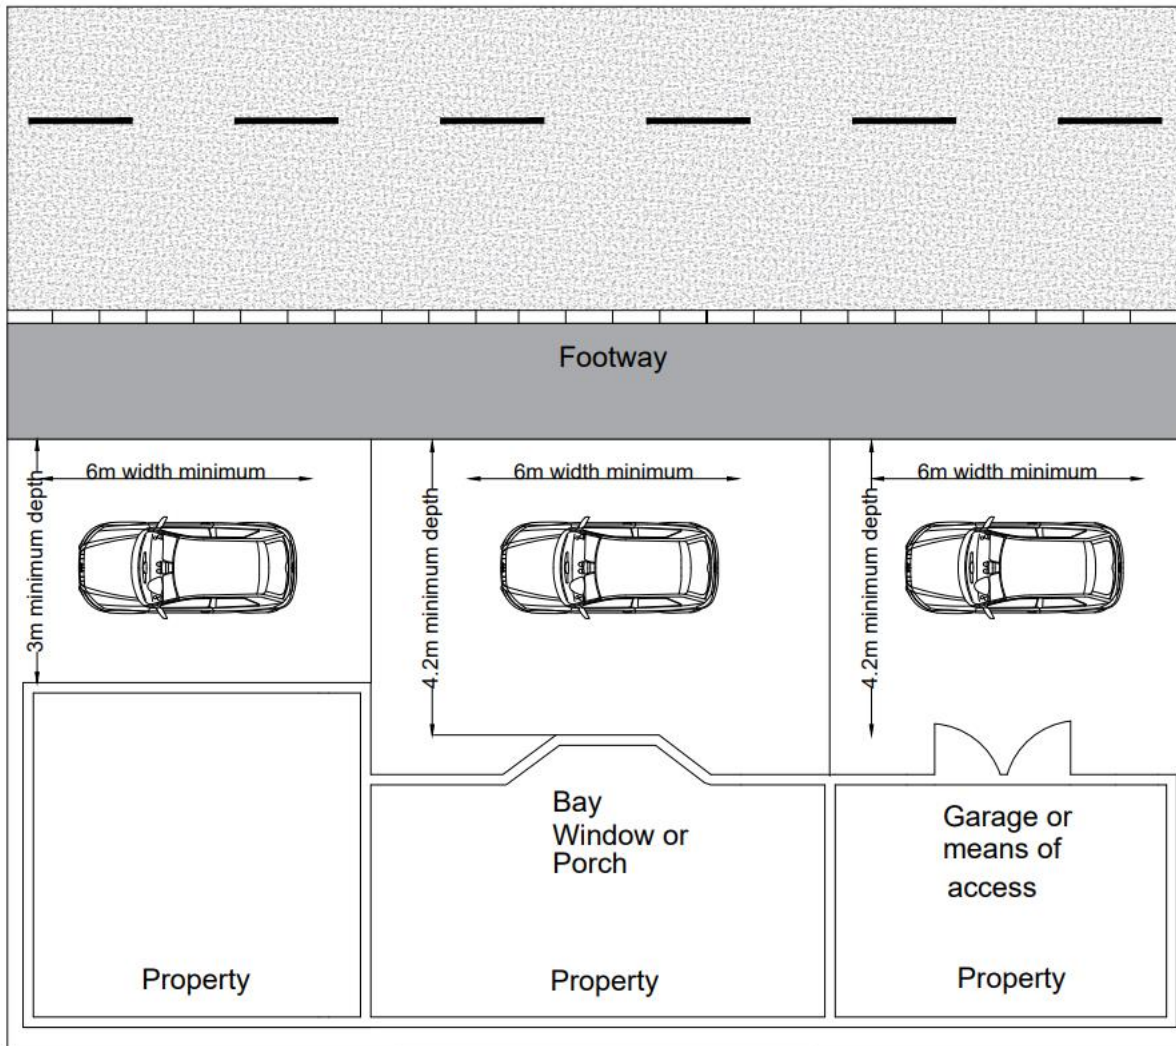 Footway
6m width minimum
6m width minimum
6m width minimum
3m minimum depth
4.2m minimum depth
4.2m minimum depth
Bay
Window or
Porch
Garage or
means of
access
Property
Property
Property